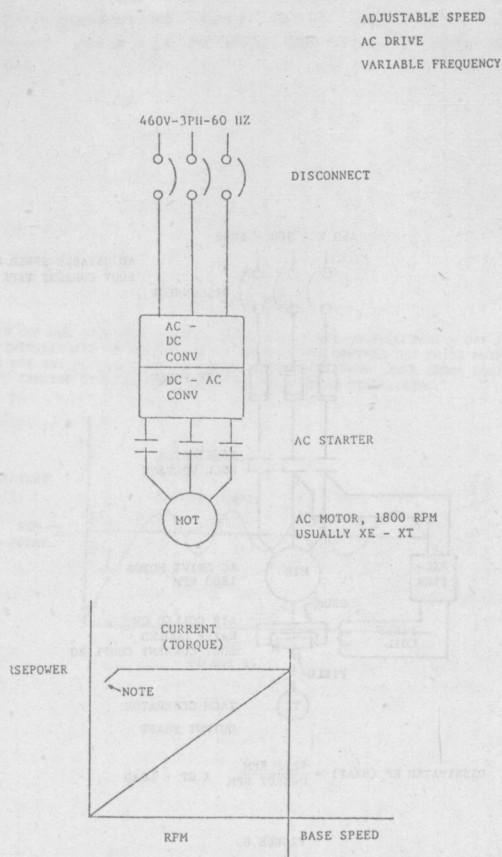 ADJUSTABLE SPEED
AC DRIVE
VARIABLE FREQUENCY
460V-3PH-60 HZ
DISCONNECT
AC -
DC
CONV
DC - AC
CONV
AC STARTER
MOT
AC MOTOR, 1800 RPM
USUALLY XE - XT
CURRENT
(TORQUE)
SEPOWER
NOTE
RPM
BASE SPEED